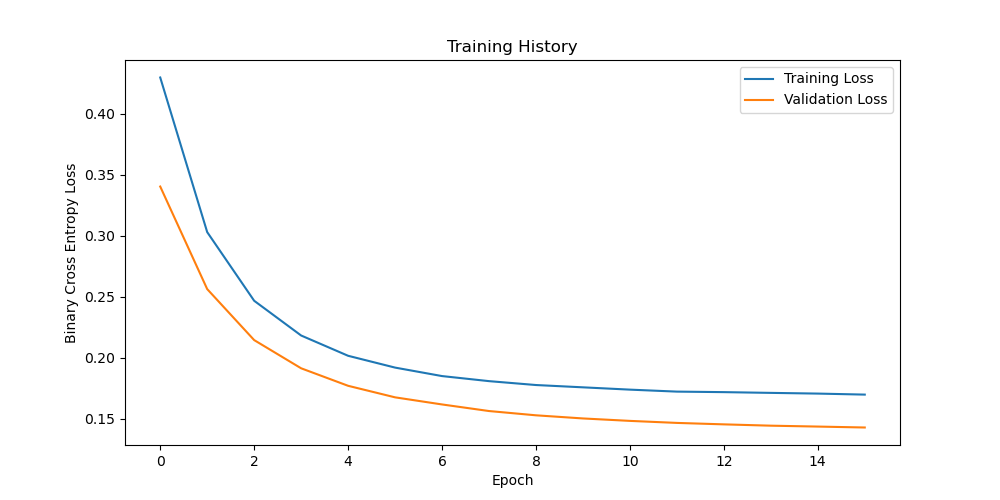 Training History
Training Loss
Validation Loss
Binary Cross Entropy Loss
0.40
0.35
0.30
0.25
0.20
0.15
0 2 4 6 8 10 12 14
Epoch